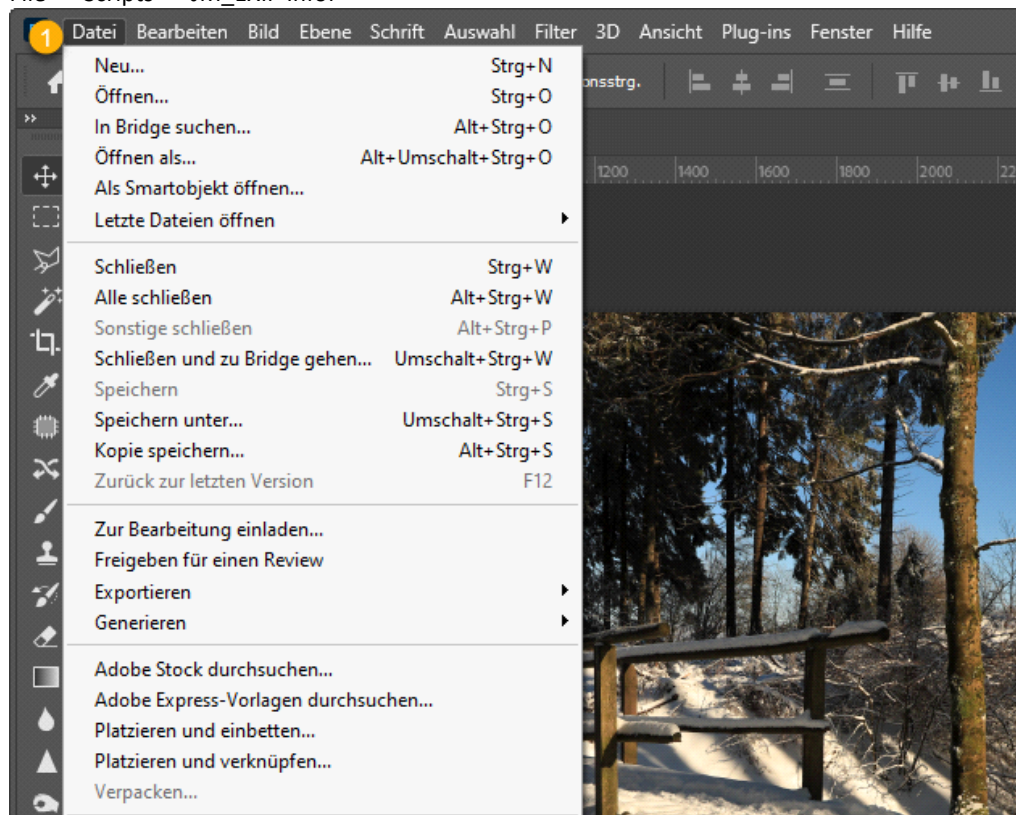 1 Datei Bearbeiten Bild Ebene Schrift Auswahl Filter 3D Ansicht Plug-ins Fenster Hilfe
Neu... Strg+N
Öffnen... Strg+O
In Bridge suchen... Alt+Strg+O
Öffnen als... Alt+Umschalt+Strg+O
1200 1400 1600 1800 2000
Als Smartobjekt öffnen...
Letzte Dateien öffnen
Schließen Strg+W
Alle schließen Alt+Strg+W
Sonstige schließen Alt+Strg+P
Schließen und zu Bridge gehen... Umschalt+Strg+W
Speichern Strg+S
Speichern unter... Umschalt+Strg+S
Kopie speichern... Alt+Strg+S
Zurück zur letzten Version F12
Zur Bearbeitung einladen...
Freigeben für einen Review
Exportieren
Generieren
Adobe Stock durchsuchen...
Adobe Express-Vorlagen durchsuchen...
Platzieren und einbetten...
Platzieren und verknüpfen...
Verpacken...